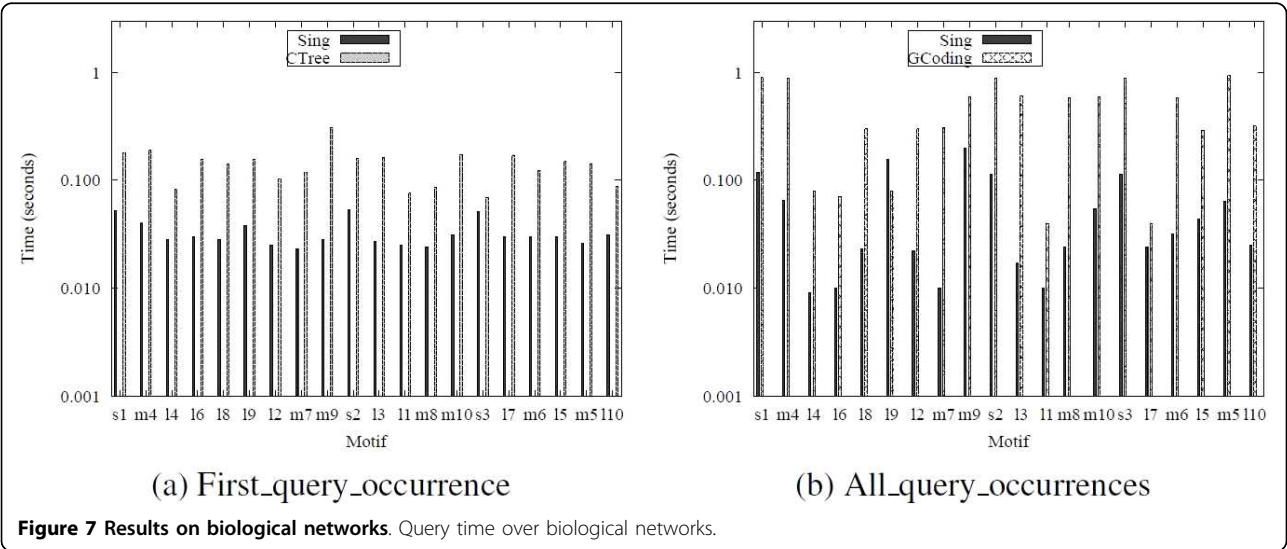 Sing
CTree
1
0.100
0.010
0.001
Time (seconds)
s1 m4 l4 l6 l8 l9 l2 m7 m9 s2 l3 l1 m8 m10 s3 l7 m6 l5 m5 l10
Motif
(a) First_query_occurrence
Sing
GCoding
1
0.100
0.010
0.001
Time (seconds)
s1 m4 l4 l6 l8 l9 l2 m7 m9 s2 l3 l1 m8 m10 s3 l7 m6 l5 m5 l10
Motif
(b) All_query_occurrences
Figure 7 Results on biological networks. Query time over biological networks.